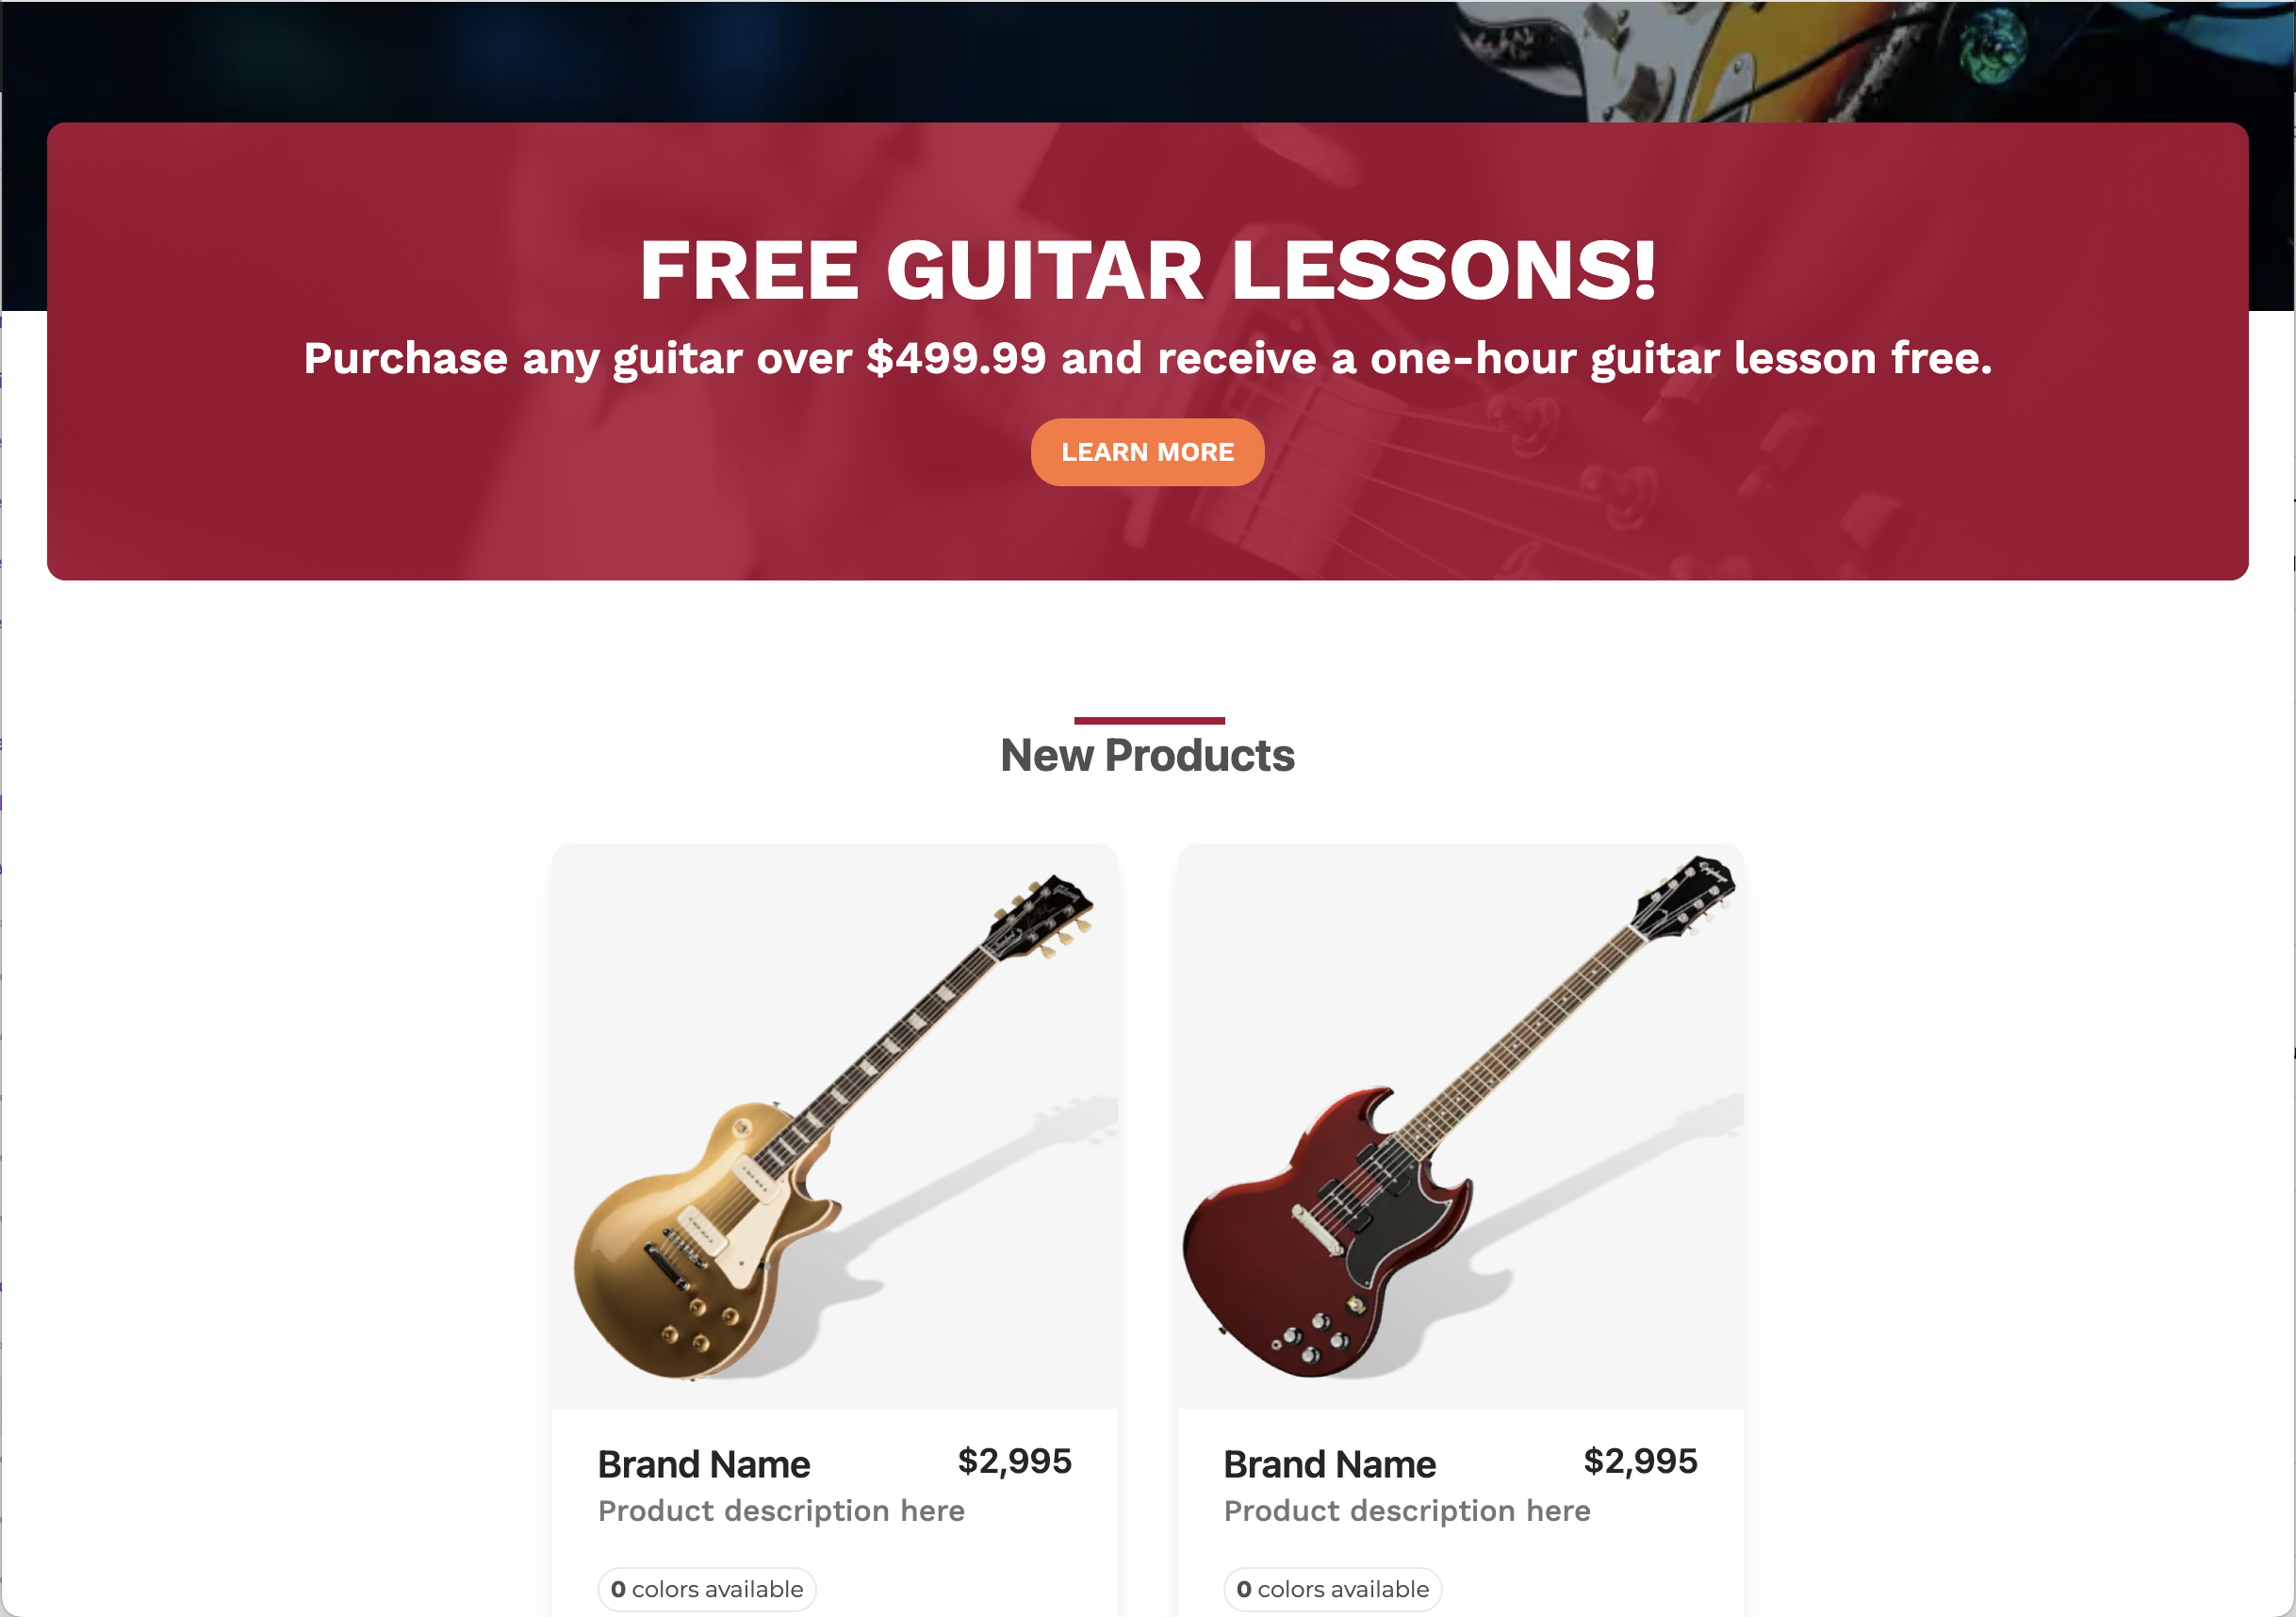 FREE GUITAR LESSONS!
Purchase any guitar over $499.99 and receive a one-hour guitar lesson free.
LEARN MORE
New Products
Gibson
Epiphone
Brand Name $2,995
Product description here
0 colors available
Brand Name $2,995
Product description here
0 colors available